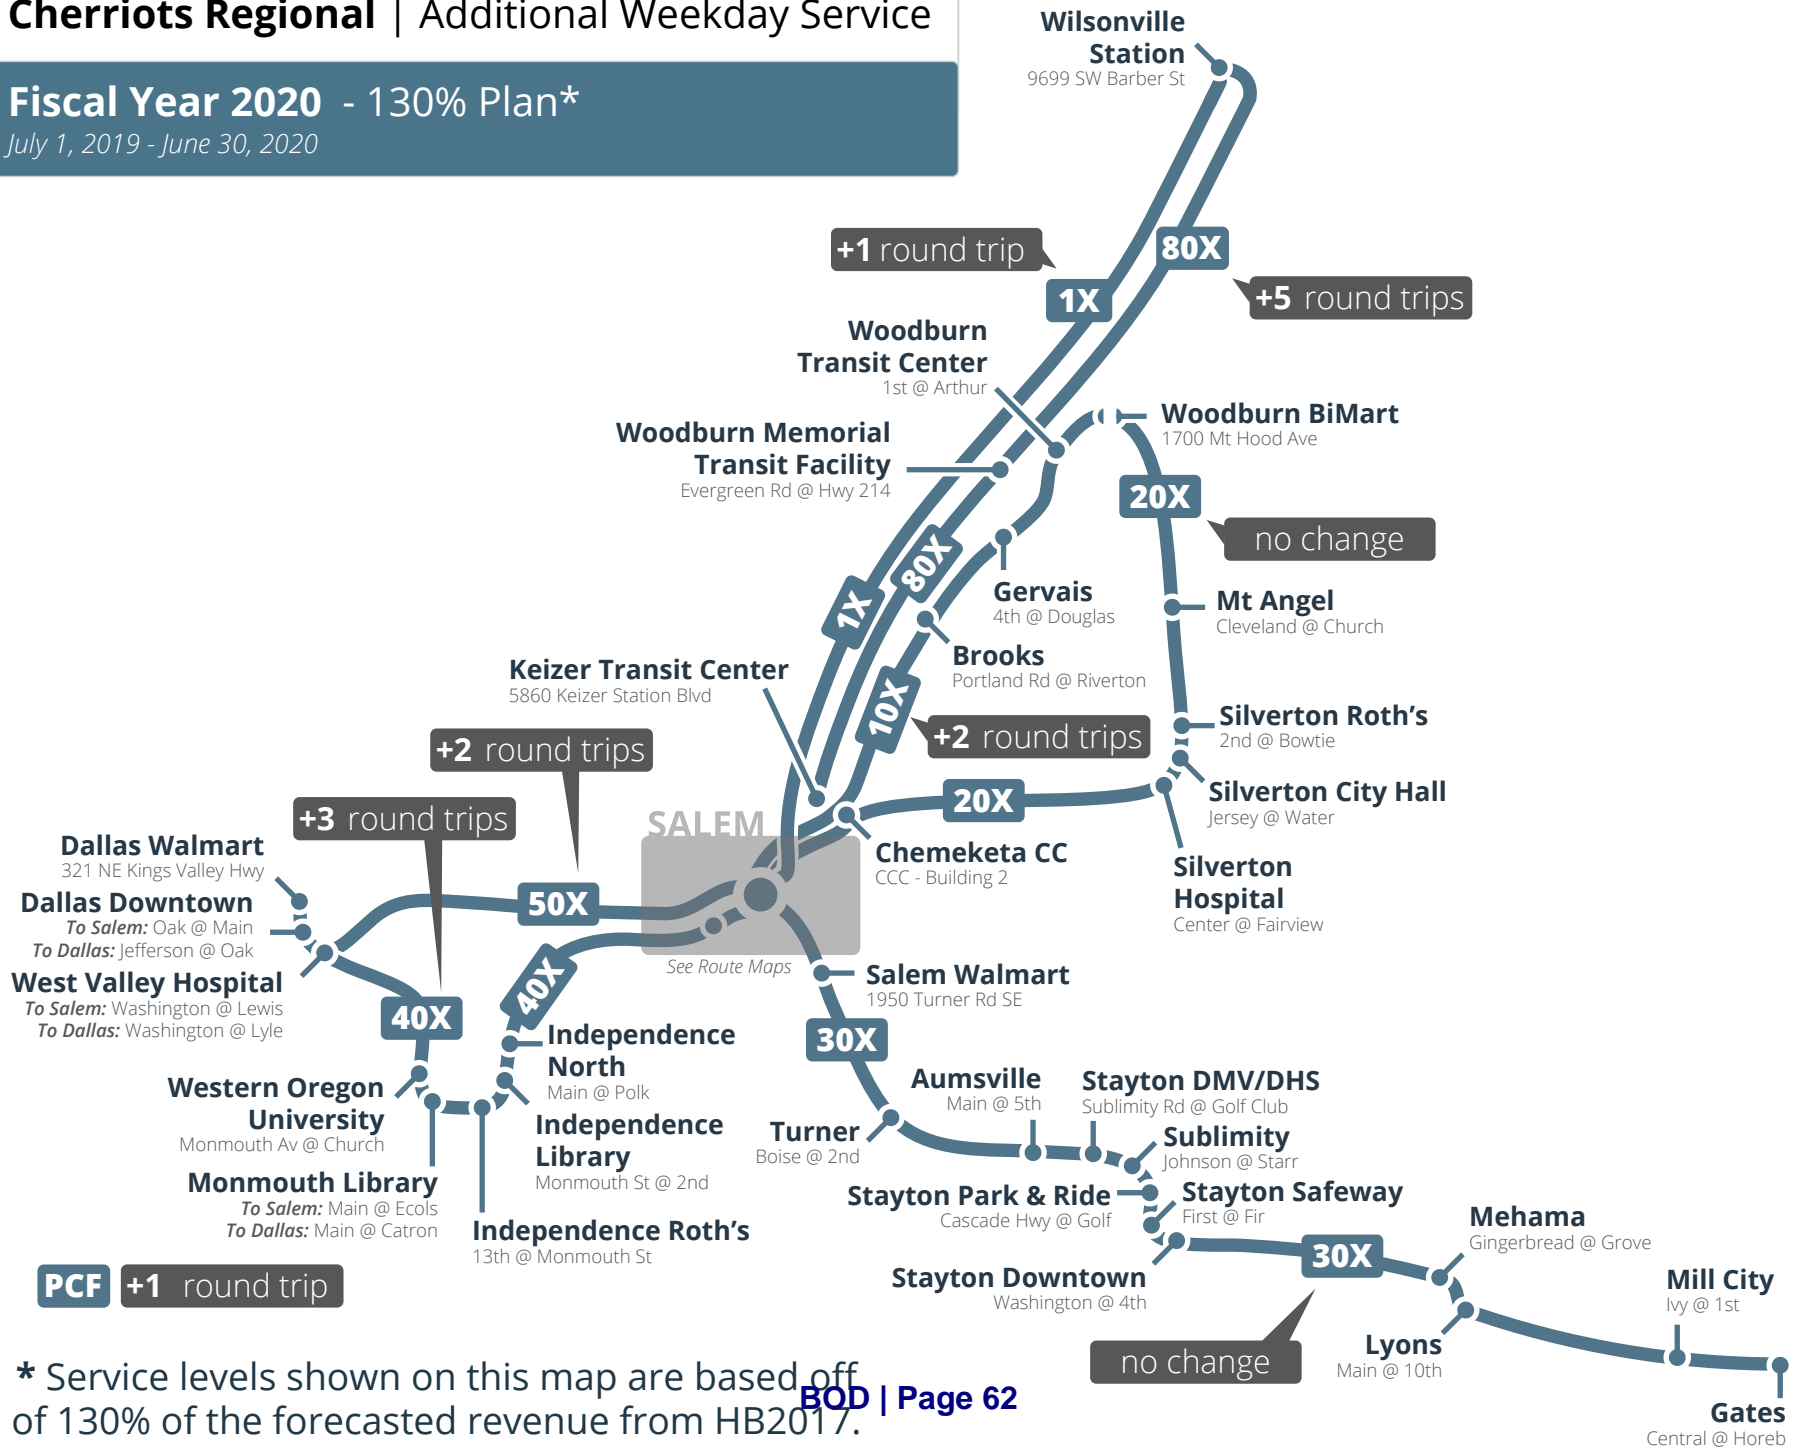 Cherriots Regional | Additional Weekday Service
Fiscal Year 2020 - 130% Plan*
July 1, 2019 - June 30, 2020
Wilsonville
Station
9699 SW Barber St
+1 round trip
80X
1X
+5 round trips
Woodburn
Transit Center
1st @ Arthur
Woodburn BiMart
1700 Mt Hood Ave
Woodburn Memorial
Transit Facility
Evergreen Rd @ Hwy 214
20X
no change
80X
1X
Gervais
4th @ Douglas
Mt Angel
Cleveland @ Church
Brooks
Portland Rd @ Riverton
Keizer Transit Center
5860 Keizer Station Blvd
10X
+2 round trips
Silverton Roth's
2nd @ Bowtie
+2 round trips
20X
Silverton City Hall
Jersey @ Water
+3 round trips
SALEM
Chemeketa CC
CCC - Building 2
Silverton
Hospital
Center @ Fairview
Dallas Walmart
321 NE Kings Valley Hwy
Dallas Downtown
To Salem: Oak @ Main
To Dallas: Jefferson @ Oak
50X
West Valley Hospital
To Salem: Washington @ Lewis
To Dallas: Washington @ Lyle
40X
40X
See Route Maps
Salem Walmart
1950 Turner Rd SE
30X
Independence
North
Main @ Polk
Western Oregon
University
Monmouth Av @ Church
Independence
Library
Monmouth St @ 2nd
Monmouth Library
To Salem: Main @ Ecols
To Dallas: Main @ Catron
Independence Roth's
13th @ Monmouth St
Turner
Boise @ 2nd
Aumsville
Main @ 5th
Stayton DMV/DHS
Sublimity Rd @ Golf Club
Sublimity
Johnson @ Starr
Stayton Park & Ride
Cascade Hwy @ Golf
Stayton Safeway
First @ Fir
Stayton Downtown
Washington @ 4th
30X
no change
Mehama
Gingerbread @ Grove
Lyons
Main @ 10th
Mill City
Ivy @ 1st
Gates
Central @ Horeb
PCF +1 round trip
* Service levels shown on this map are based off
of 130% of the forecasted revenue from HB2017.
BOD | Page 62